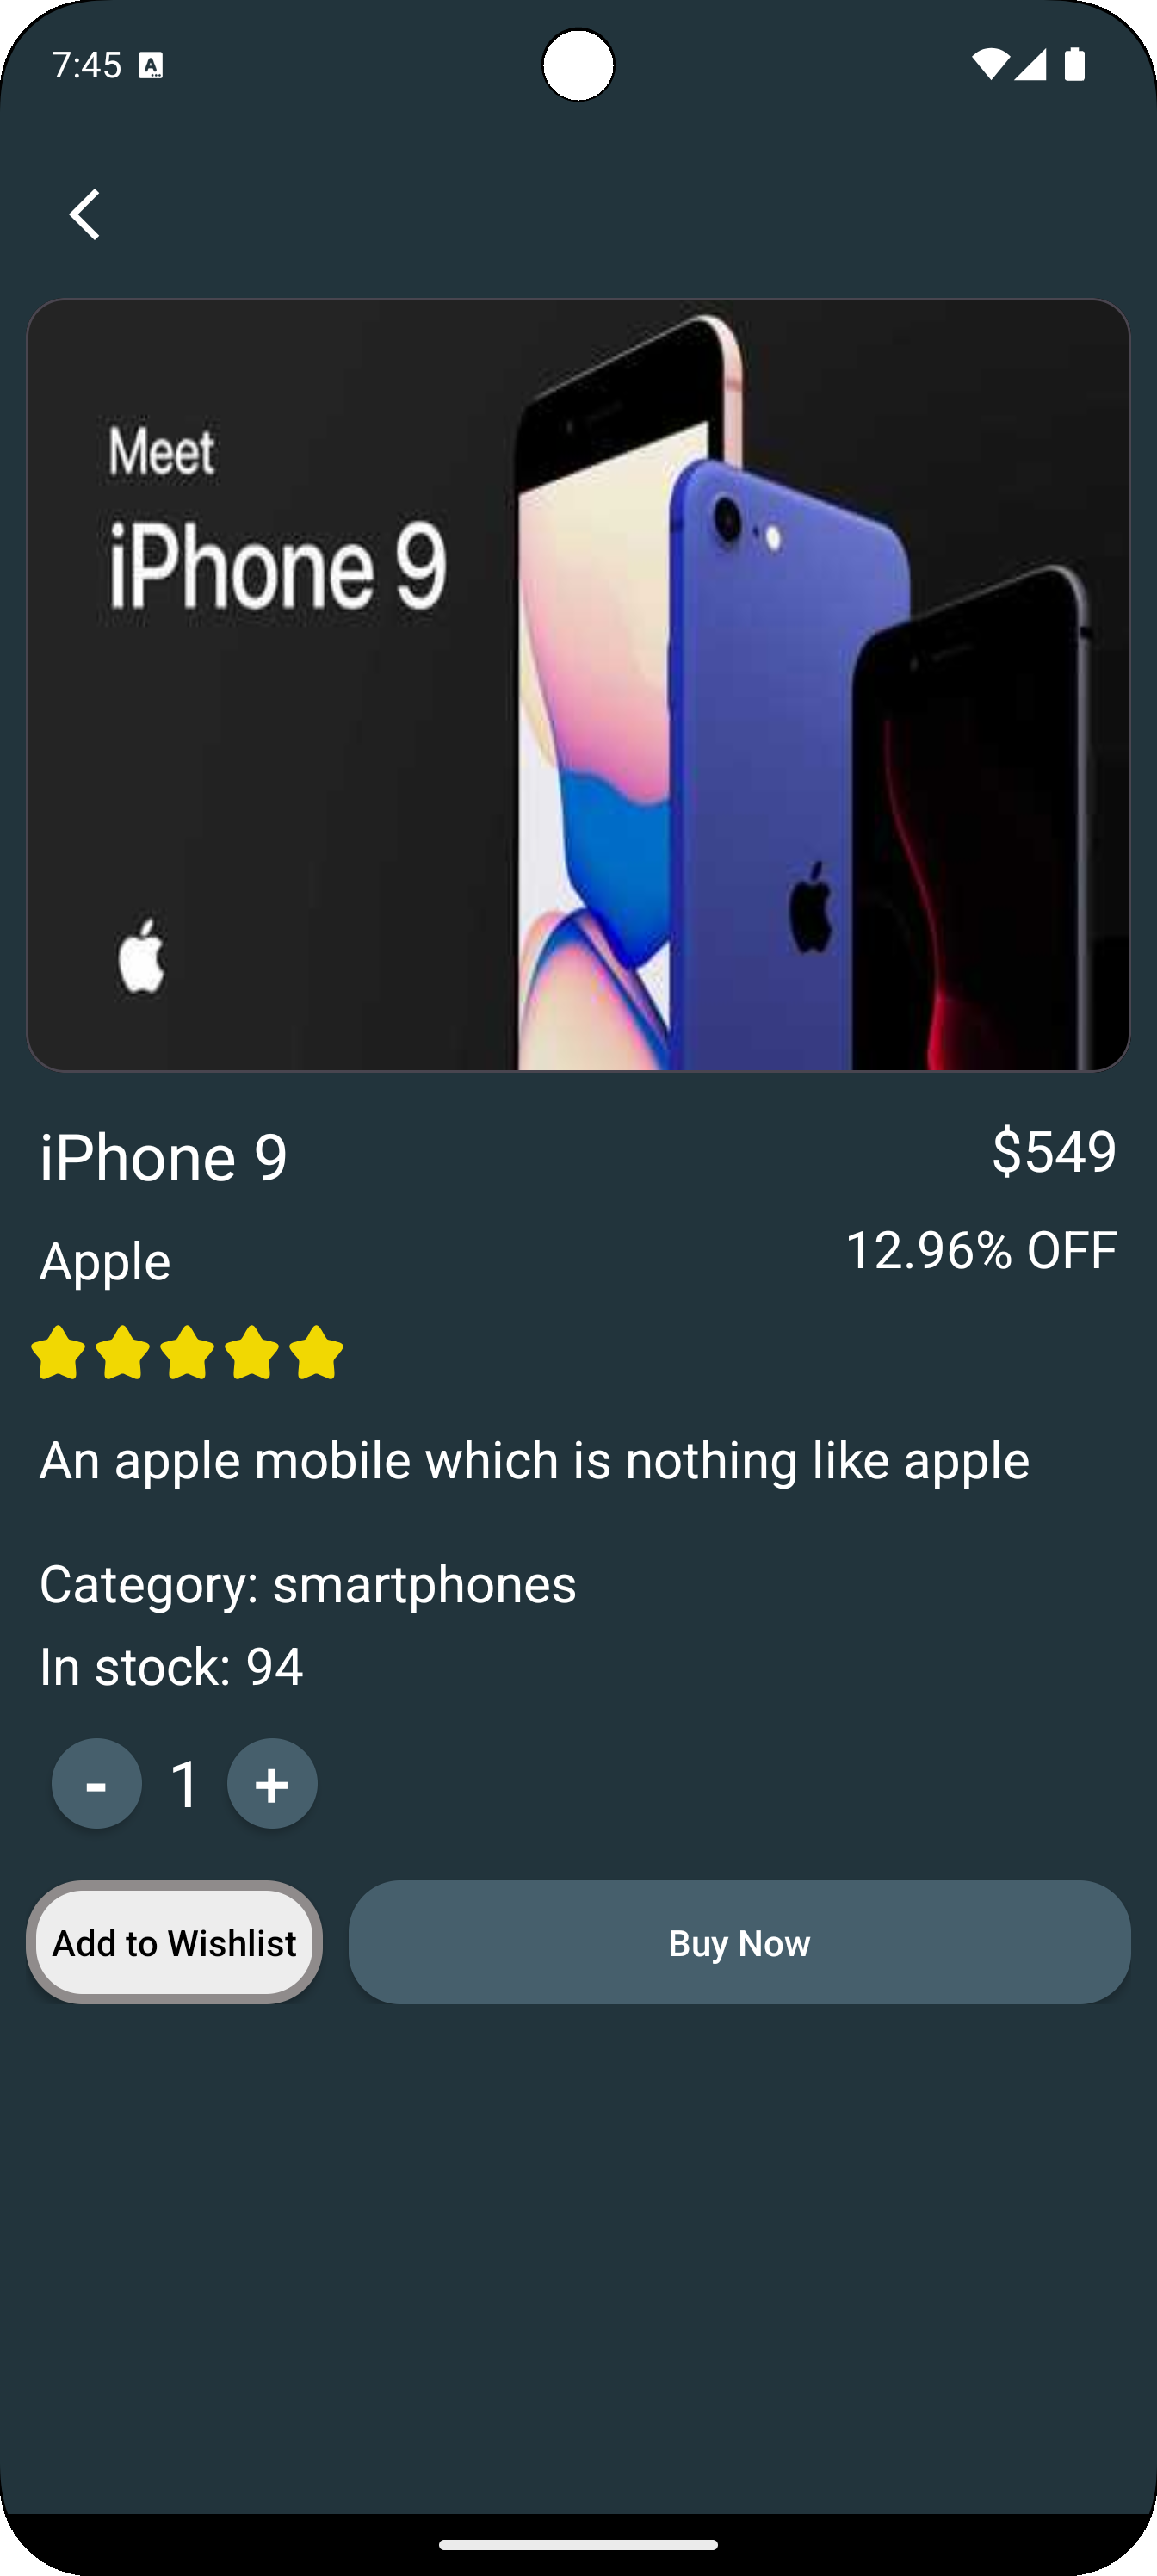 7:45
Meet
iPhone 9
iPhone 9
$549
Apple
12.96% OFF
An apple mobile which is nothing like apple
Category: smartphones
In stock: 94
- 1 +
Add to Wishlist
Buy Now